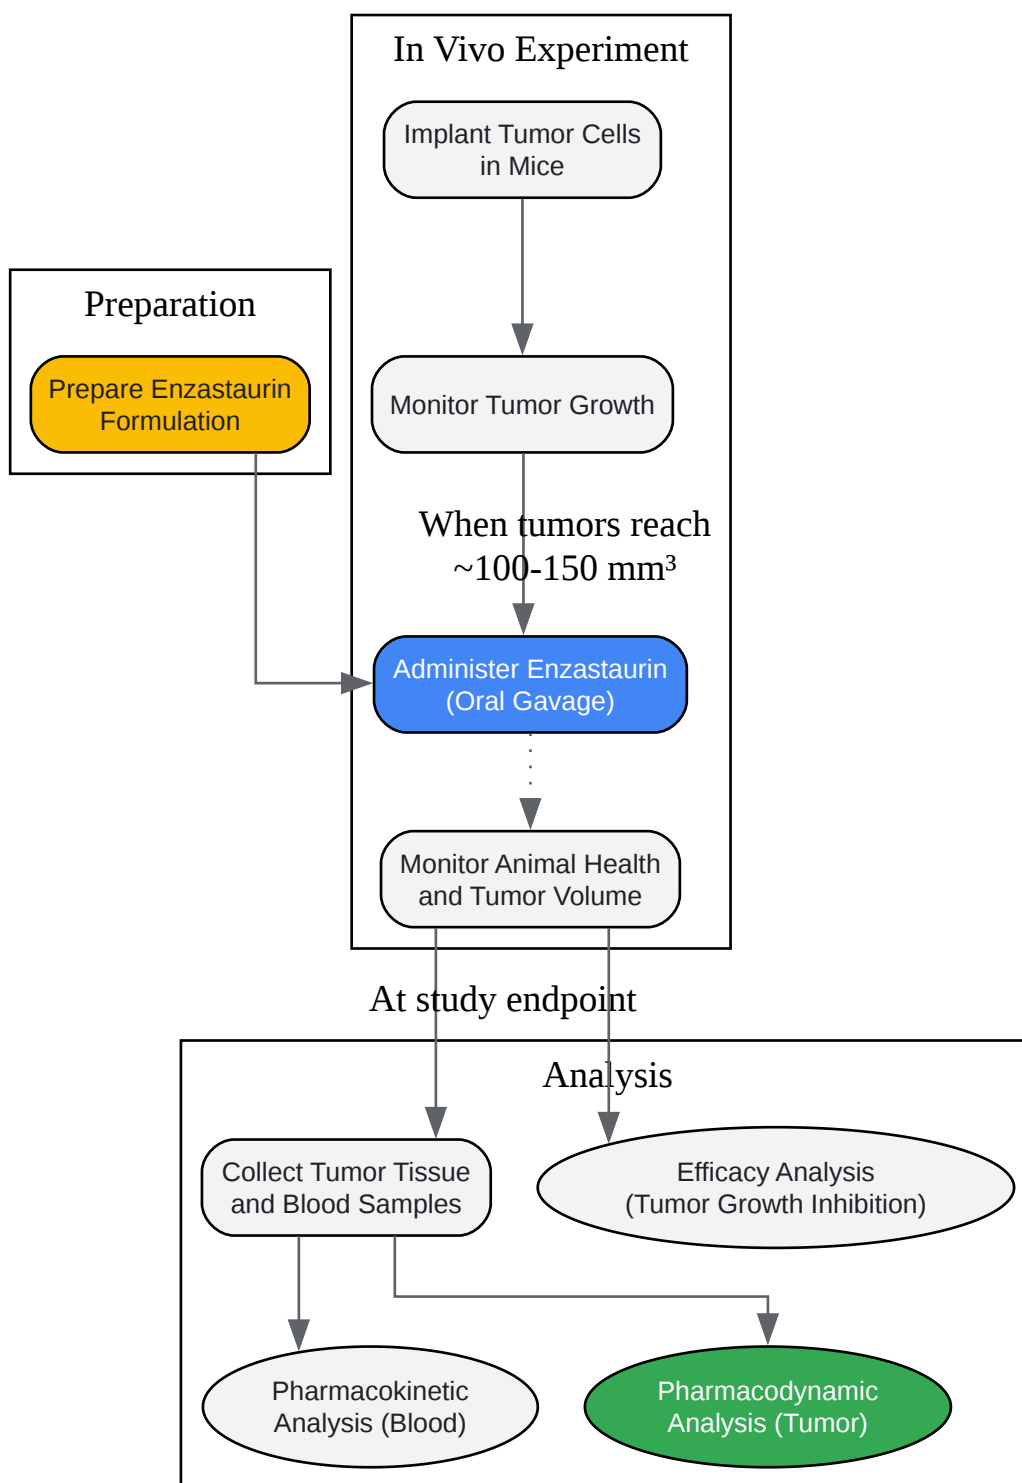 In Vivo Experiment
Implant Tumor Cells
in Mice
Preparation
Prepare Enzastaurin
Formulation
Monitor Tumor Growth
When tumors reach
~100-150 mm³
Administer Enzastaurin
(Oral Gavage)
Monitor Animal Health
and Tumor Volume
At study endpoint
Analysis
Collect Tumor Tissue
and Blood Samples
Efficacy Analysis
(Tumor Growth Inhibition)
Pharmacokinetic
Analysis (Blood)
Pharmacodynamic
Analysis (Tumor)